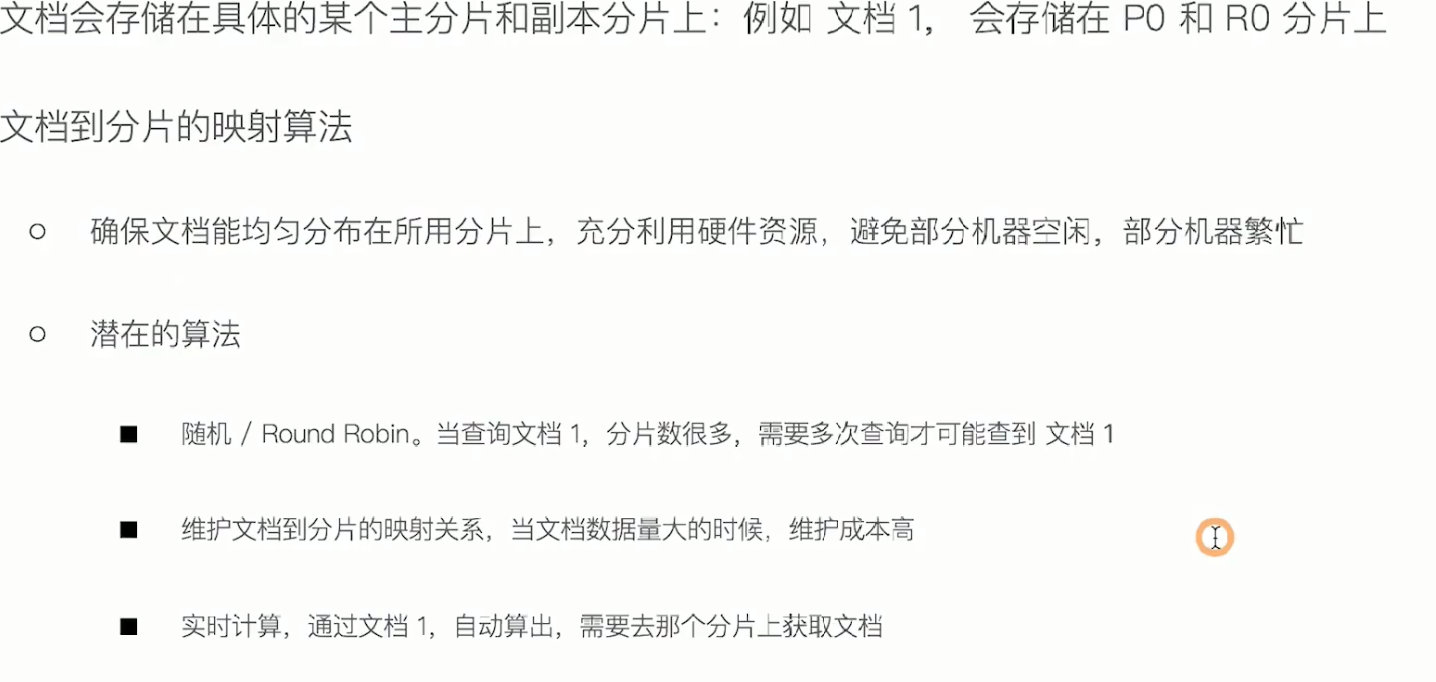 文档会存储在具体的某个主分片和副本分片上：例如 文档 1， 会存储在 P0 和 R0 分片上
文档到分片的映射算法
确保文档能均匀分布在所用分片上，充分利用硬件资源，避免部分机器空闲，部分机器繁忙
潜在的算法
随机 / Round Robin。当查询文档 1，分片数很多，需要多次查询才可能查到 文档 1
维护文档到分片的映射关系，当文档数据量大的时候，维护成本高
实时计算，通过文档 1，自动算出，需要去那个分片上获取文档